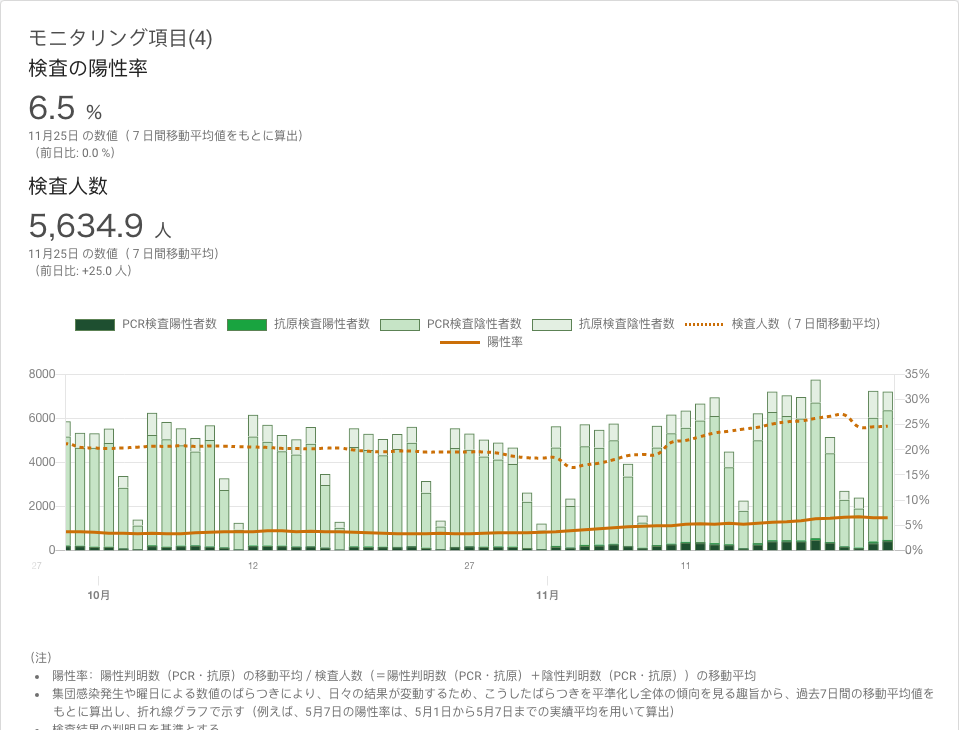 モニタリング項目(4)
検査の陽性率
6.5 %
11月25日 の数値（７日間移動平均値をもとに算出）
（前日比: 0.0 %）
検査人数
5,634.9 人
11月25日 の数値（７日間移動平均）
（前日比: +25.0 人）
PCR検査陽性者数 抗原検査陽性者数 PCR検査陰性者数 抗原検査陰性者数 検査人数（７日間移動平均）
陽性率
8000 35%
30%
6000 25%
4000 20%
15%
2000 10%
5%
0 0%
27 12 27 11
10月 11月
（注）
陽性率：陽性判明数（PCR・抗原）の移動平均 / 検査人数（＝陽性判明数（PCR・抗原）＋陰性判明数（PCR・抗原））の移動平均
集団感染発生や曜日による数値のばらつきにより、日々の結果が変動するため、こうしたばらつきを平準化し全体の傾向を見る趣旨から、過去7日間の移動平均値を
もとに算出し、折れ線グラフで示す（例えば、5月7日の陽性率は、5月1日から5月7日までの実績平均を用いて算出）
検査結果の判明日を基準とする